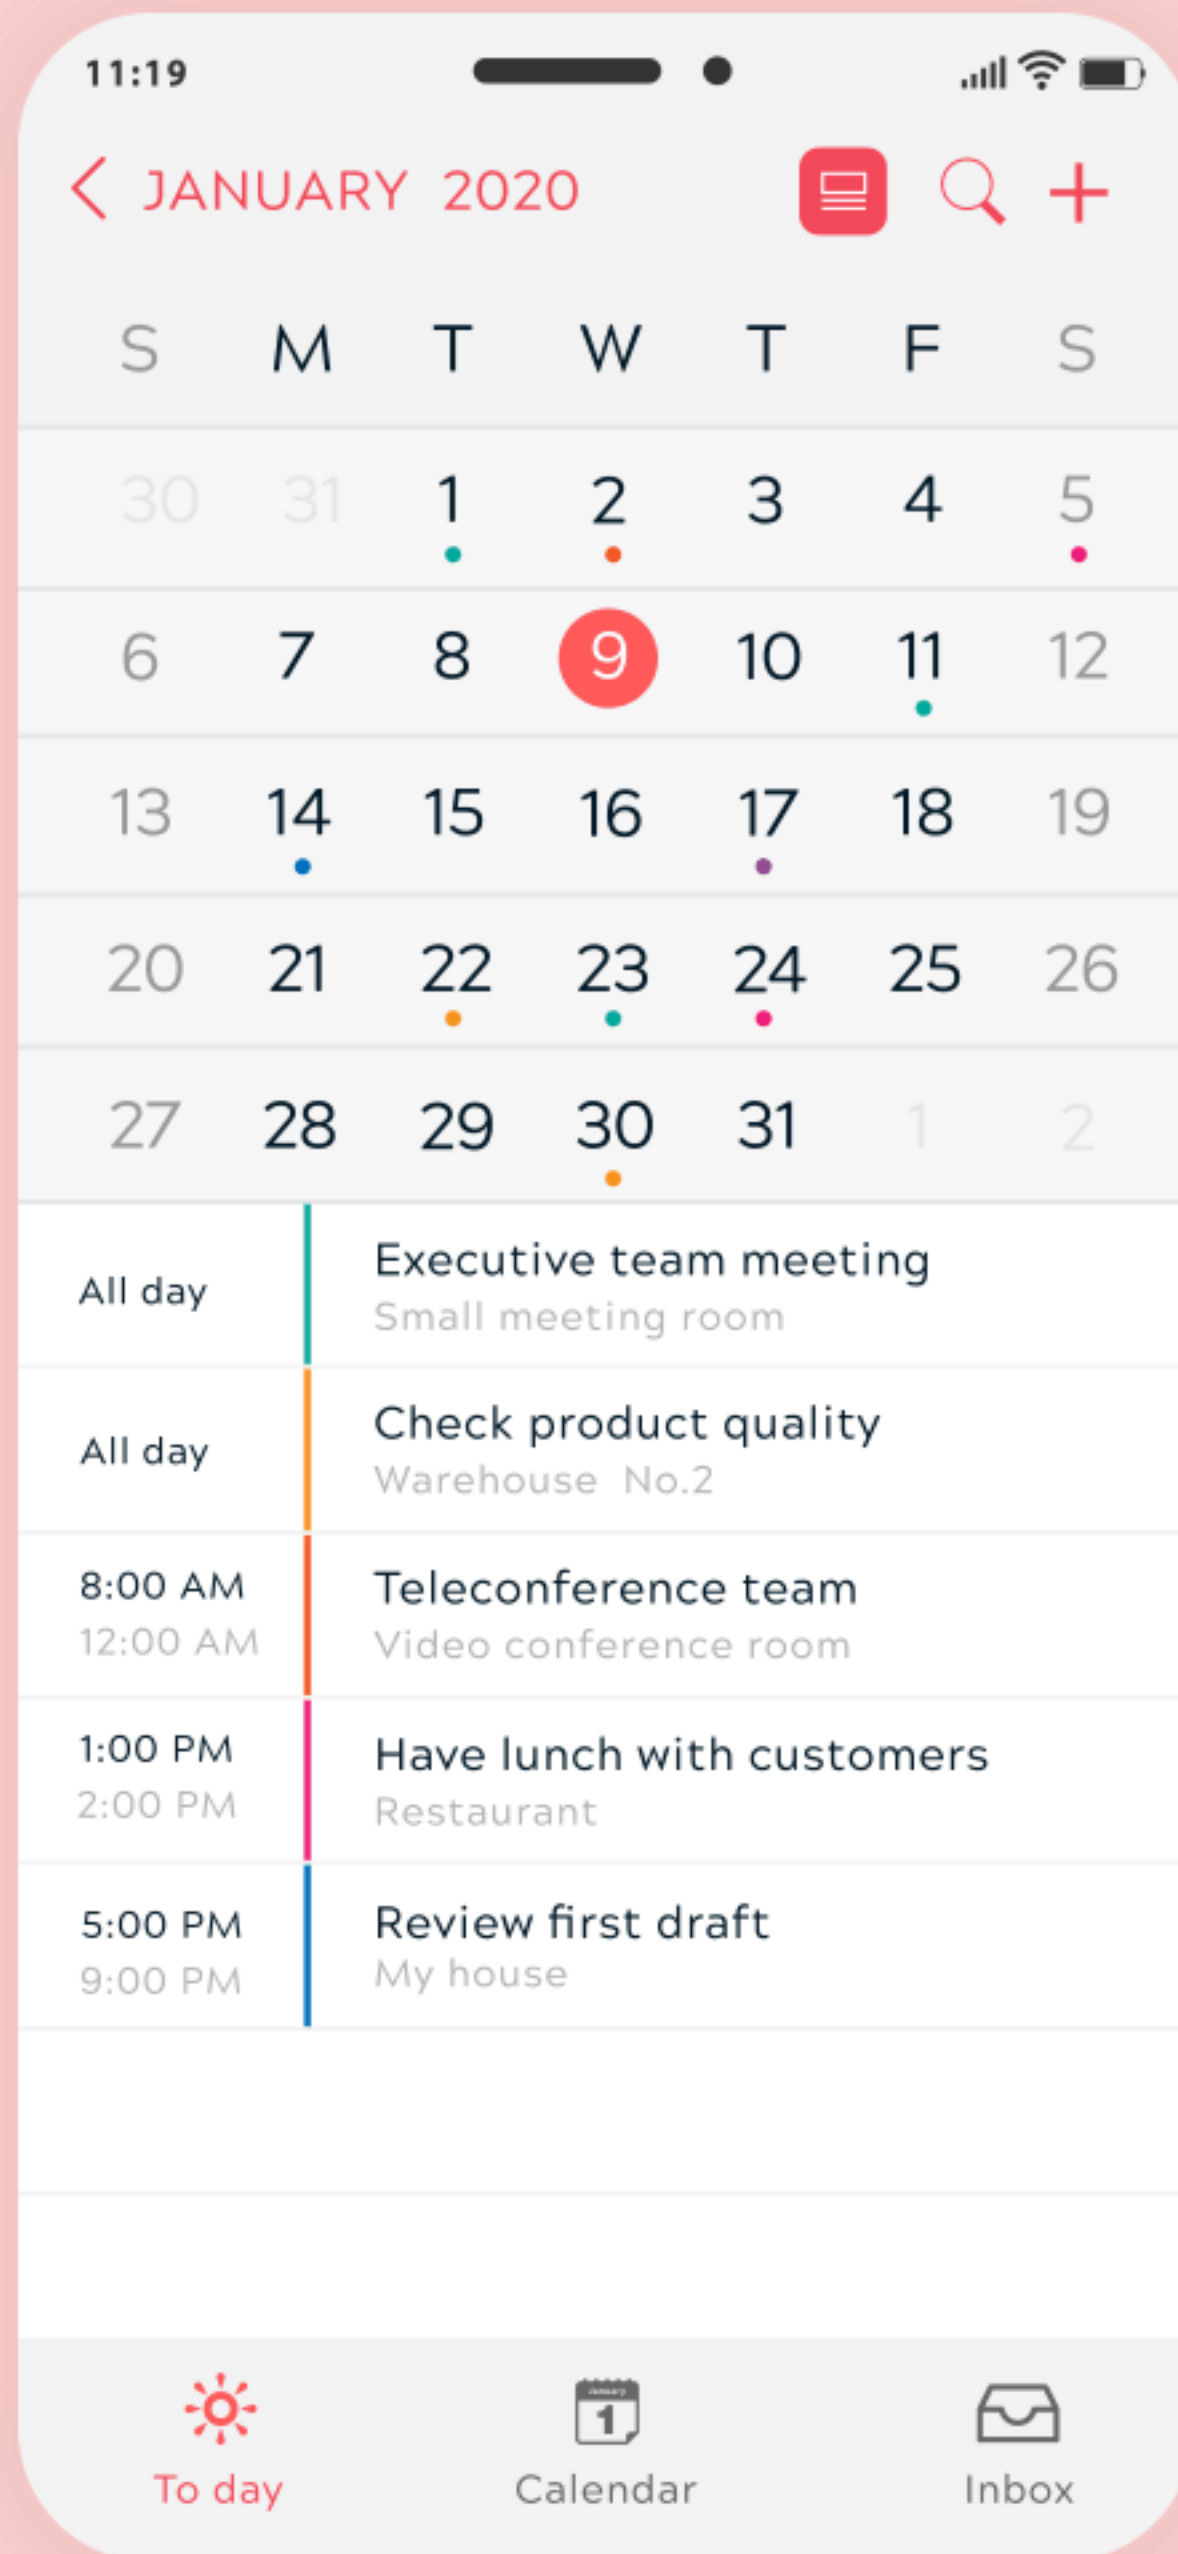 11:19
JANUARY 2020
S M T W T F S
30 31 1 2 3 4 5
6 7 8 9 10 11 12
13 14 15 16 17 18 19
20 21 22 23 24 25 26
27 28 29 30 31 1 2
All day
Executive team meeting
Small meeting room
All day
Check product quality
Warehouse No.2
8:00 AM
12:00 AM
Teleconference team
Video conference room
1:00 PM
2:00 PM
Have lunch with customers
Restaurant
5:00 PM
9:00 PM
Review first draft
My house
January
1
To day
Calendar
Inbox